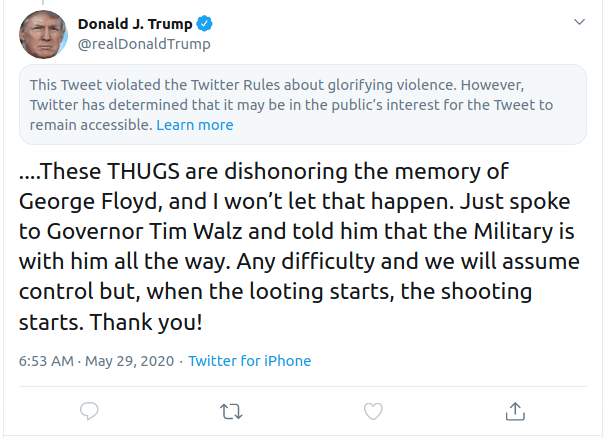 Donald J. Trump
@realDonaldTrump
This Tweet violated the Twitter Rules about glorifying violence. However,
Twitter has determined that it may be in the public’s interest for the Tweet to
remain accessible. Learn more
....These THUGS are dishonoring the memory of
George Floyd, and I won’t let that happen. Just spoke
to Governor Tim Walz and told him that the Military is
with him all the way. Any difficulty and we will assume
control but, when the looting starts, the shooting
starts. Thank you!
6:53 AM · May 29, 2020 · Twitter for iPhone